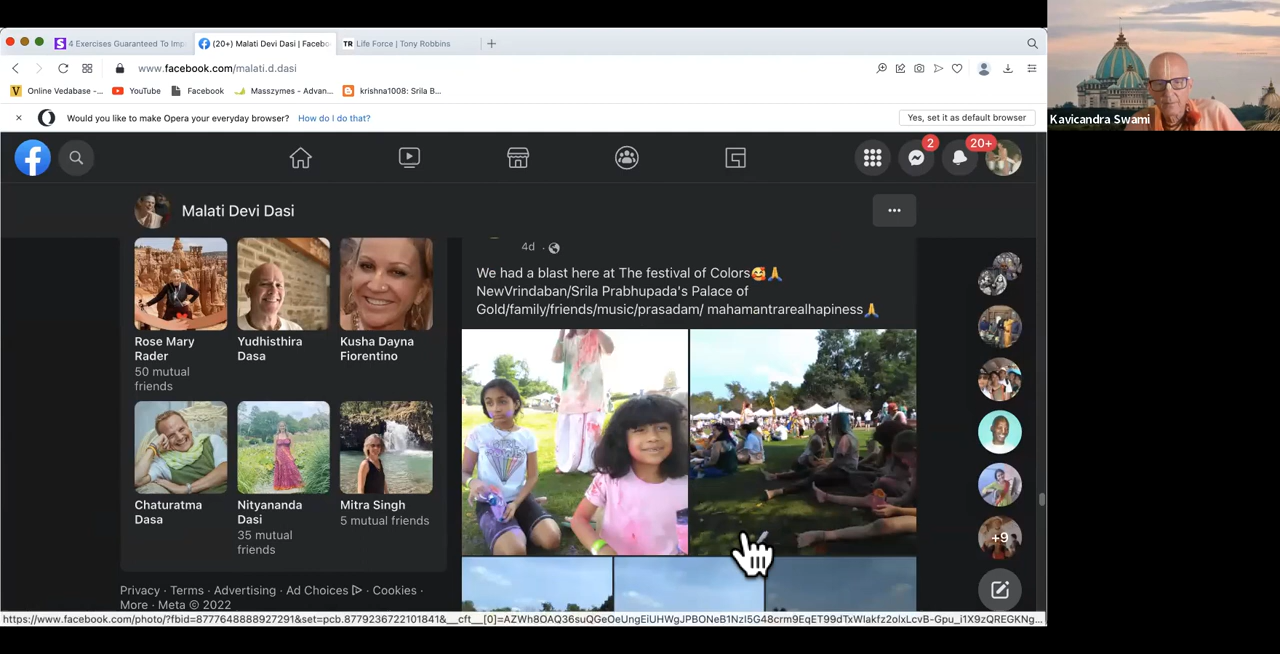 4 Exercises Guaranteed To Imp
(20+) Malati Devi Dasi | Facebo
TR Life Force | Tony Robbins
www.facebook.com/malati.d.dasi
Online Vedabase -...
YouTube
Facebook
Masszymes - Advan...
krishna1008: Srila B...
Would you like to make Opera your everyday browser? How do I do that?
Yes, set it as default browser
Kavicandra Swami
2
20+
Malati Devi Dasi
Rose Mary
Rader
50 mutual
friends
Yudhisthira
Dasa
Kusha Dayna
Fiorentino
Chaturatma
Dasa
Nityananda
Dasi
35 mutual
friends
Mitra Singh
5 mutual friends
Privacy · Terms · Advertising · Ad Choices · Cookies ·
More · Meta © 2022
4d ·
We had a blast here at The festival of Colors🥰🙏
NewVrindaban/Srila Prabhupada's Palace of
Gold/family/friends/music/prasadam/ mahamantrarealhapiness🙏
+9